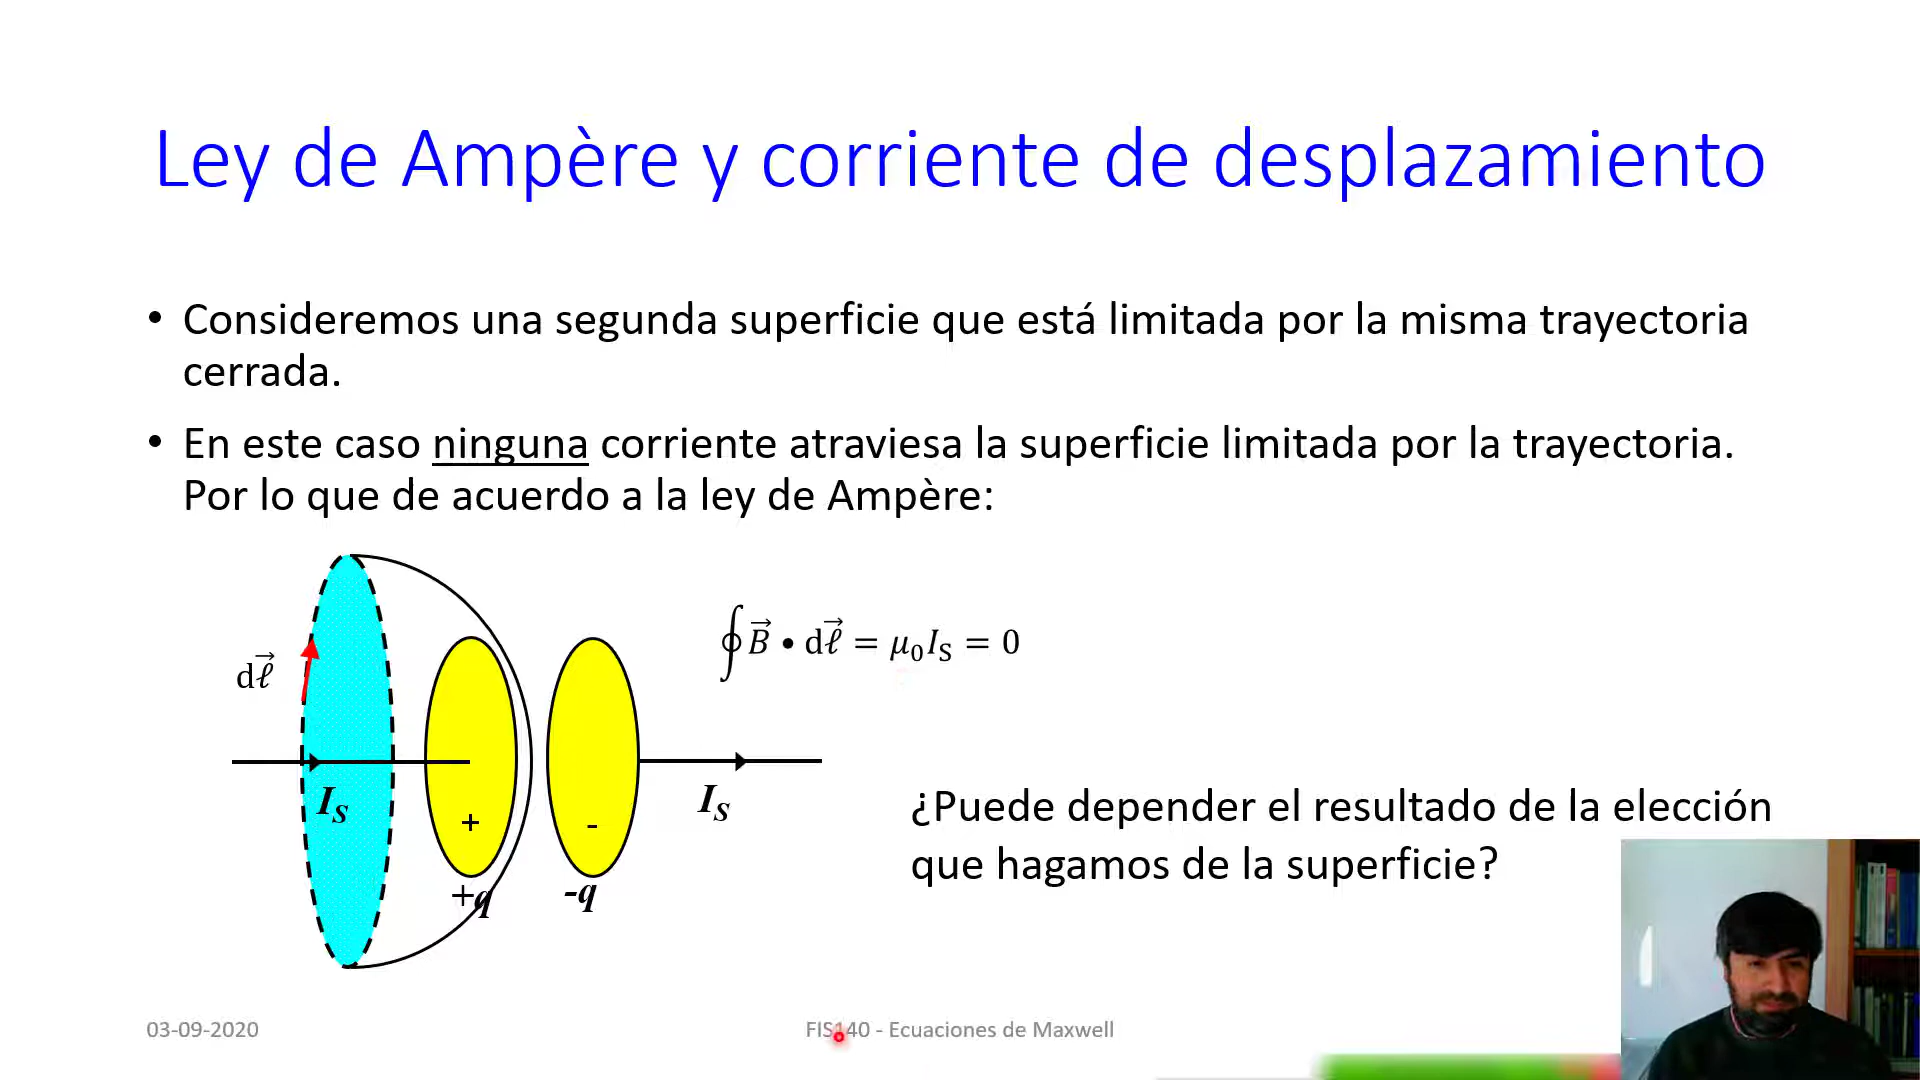 Ley de Ampère y corriente de desplazamiento
• Consideremos una segunda superficie que está limitada por la misma trayectoria
cerrada.
• En este caso ninguna corriente atraviesa la superficie limitada por la trayectoria.
Por lo que de acuerdo a la ley de Ampère:
∮ B⃗ • dℓ⃗ = μ₀I_S = 0
dℓ⃗
I_S
+
-
I_S
+q
-q
¿Puede depender el resultado de la elección
que hagamos de la superficie?
03-09-2020
FIS140 - Ecuaciones de Maxwell